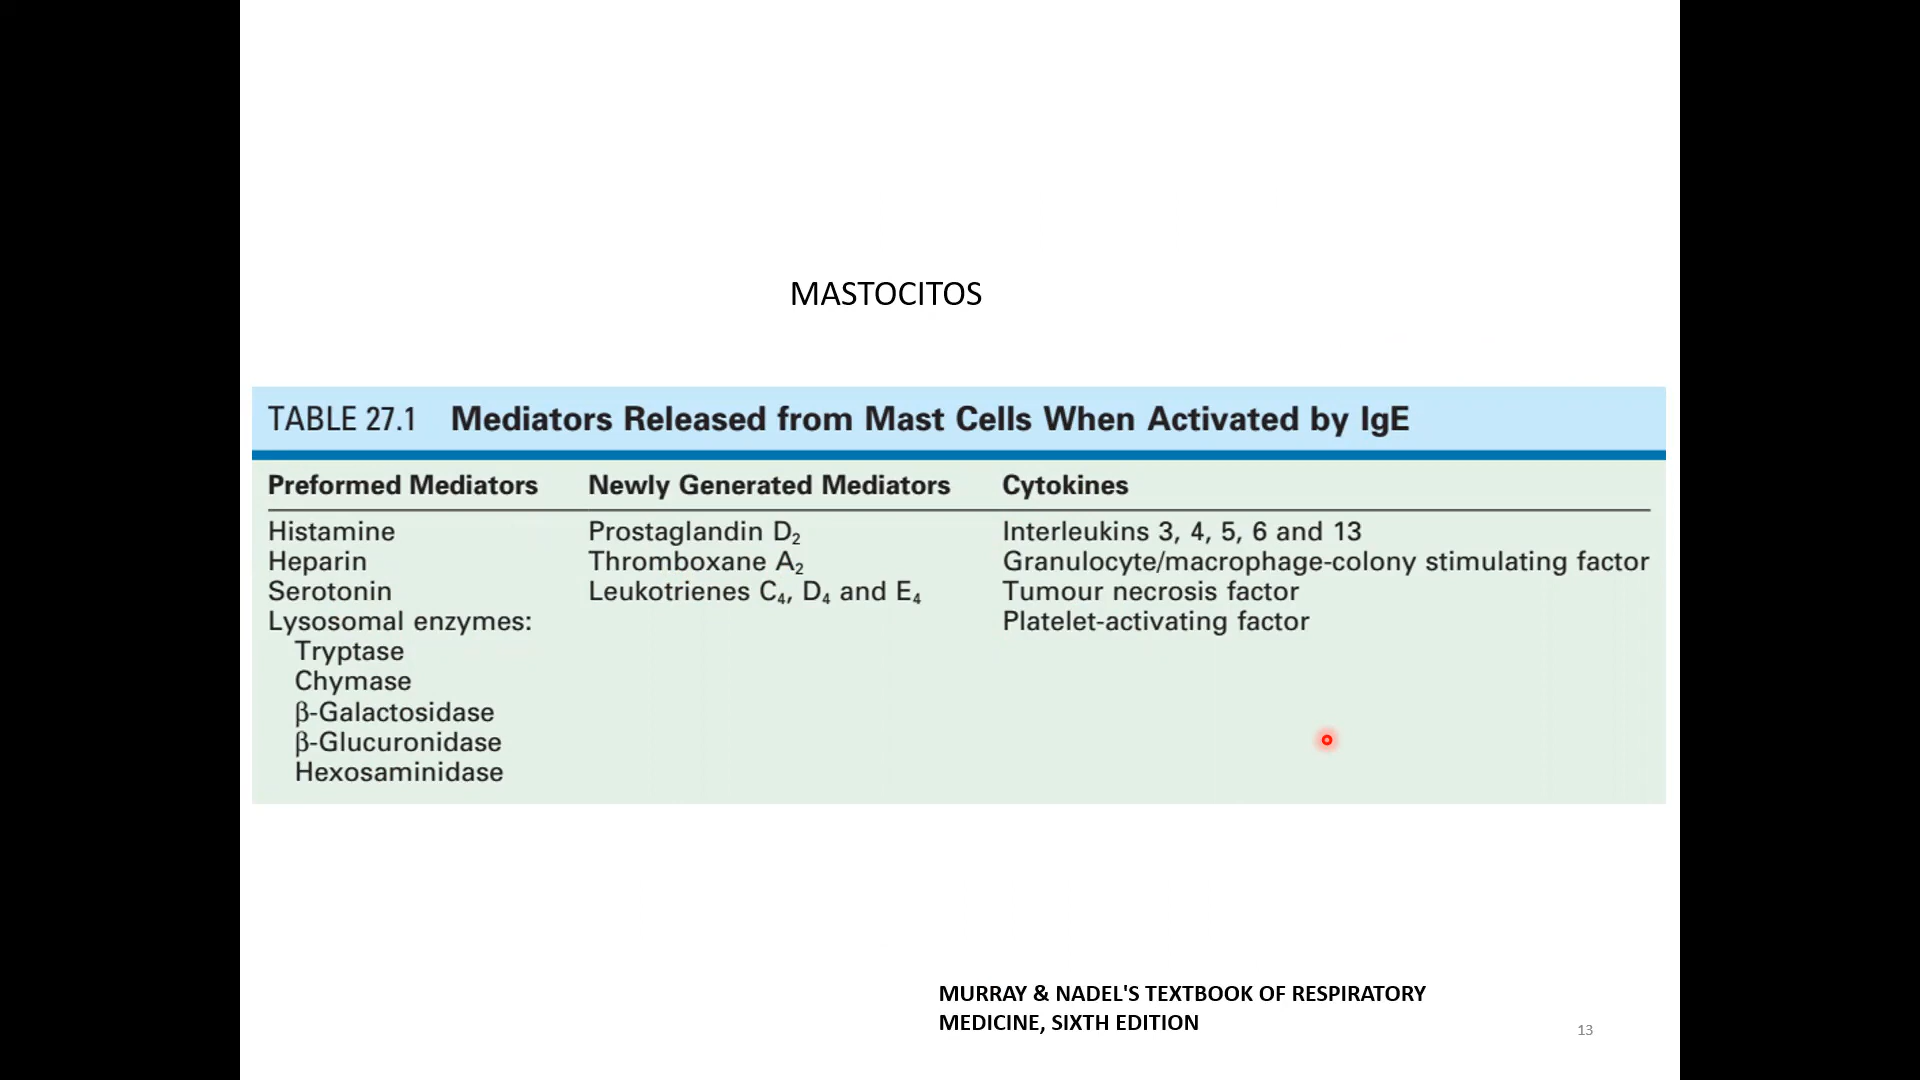 MASTOCITOS
TABLE 27.1 Mediators Released from Mast Cells When Activated by IgE
Preformed Mediators Newly Generated Mediators Cytokines
Histamine Prostaglandin D₂ Interleukins 3, 4, 5, 6 and 13
Heparin Thromboxane A₂ Granulocyte/macrophage-colony stimulating factor
Serotonin Leukotrienes C₄, D₄ and E₄ Tumour necrosis factor
Lysosomal enzymes: Platelet-activating factor
Tryptase
Chymase
β-Galactosidase
β-Glucuronidase
Hexosaminidase
MURRAY & NADEL'S TEXTBOOK OF RESPIRATORY
MEDICINE, SIXTH EDITION
13